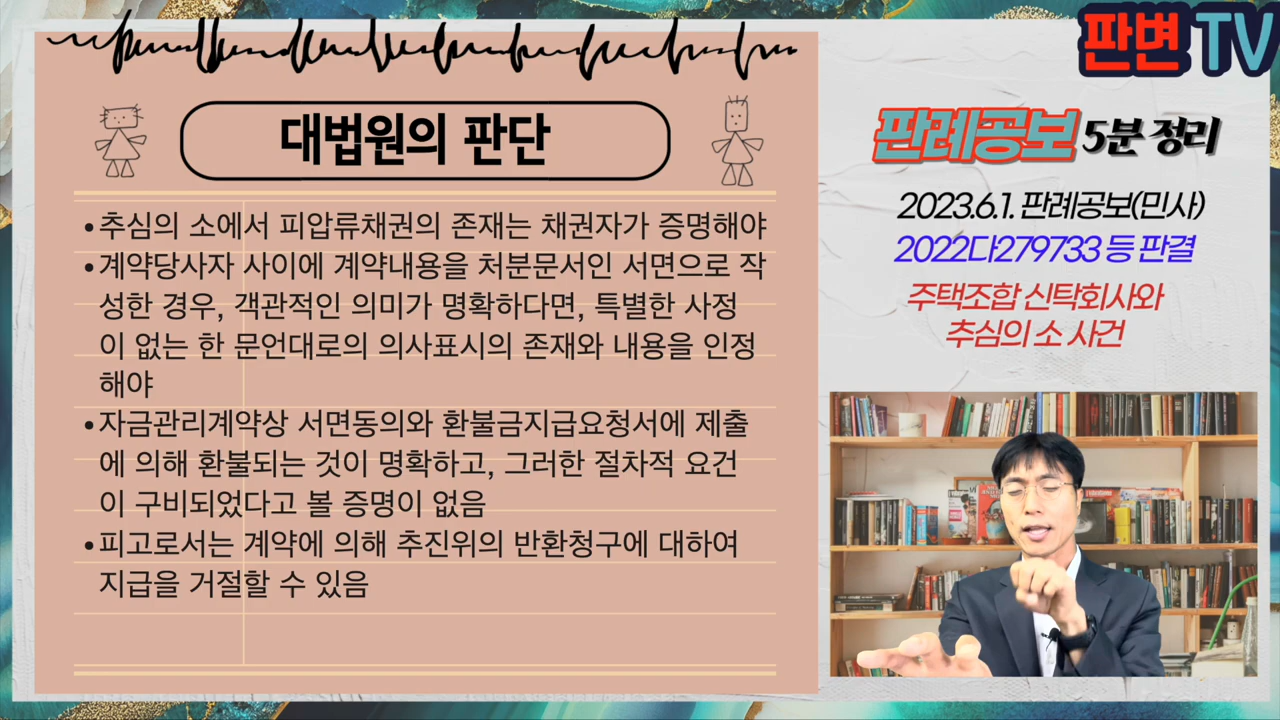 판변 TV
대법원의 판단
• 추심의 소에서 피압류채권의 존재는 채권자가 증명해야
• 계약당사자 사이에 계약내용을 처분문서인 서면으로 작
성한 경우, 객관적인 의미가 명확하다면, 특별한 사정
이 없는 한 문언대로의 의사표시의 존재와 내용을 인정
해야
• 자금관리계약상 서면동의와 환불금지급요청서에 제출
에 의해 환불되는 것이 명확하고, 그러한 절차적 요건
이 구비되었다고 볼 증명이 없음
• 피고로서는 계약에 의해 추진위의 반환청구에 대하여
지급을 거절할 수 있음
판례공보 5분 정리
2023.6.1. 판례공보(민사)
2022다279733 등 판결
주택조합 신탁회사와
추심의 소 사건